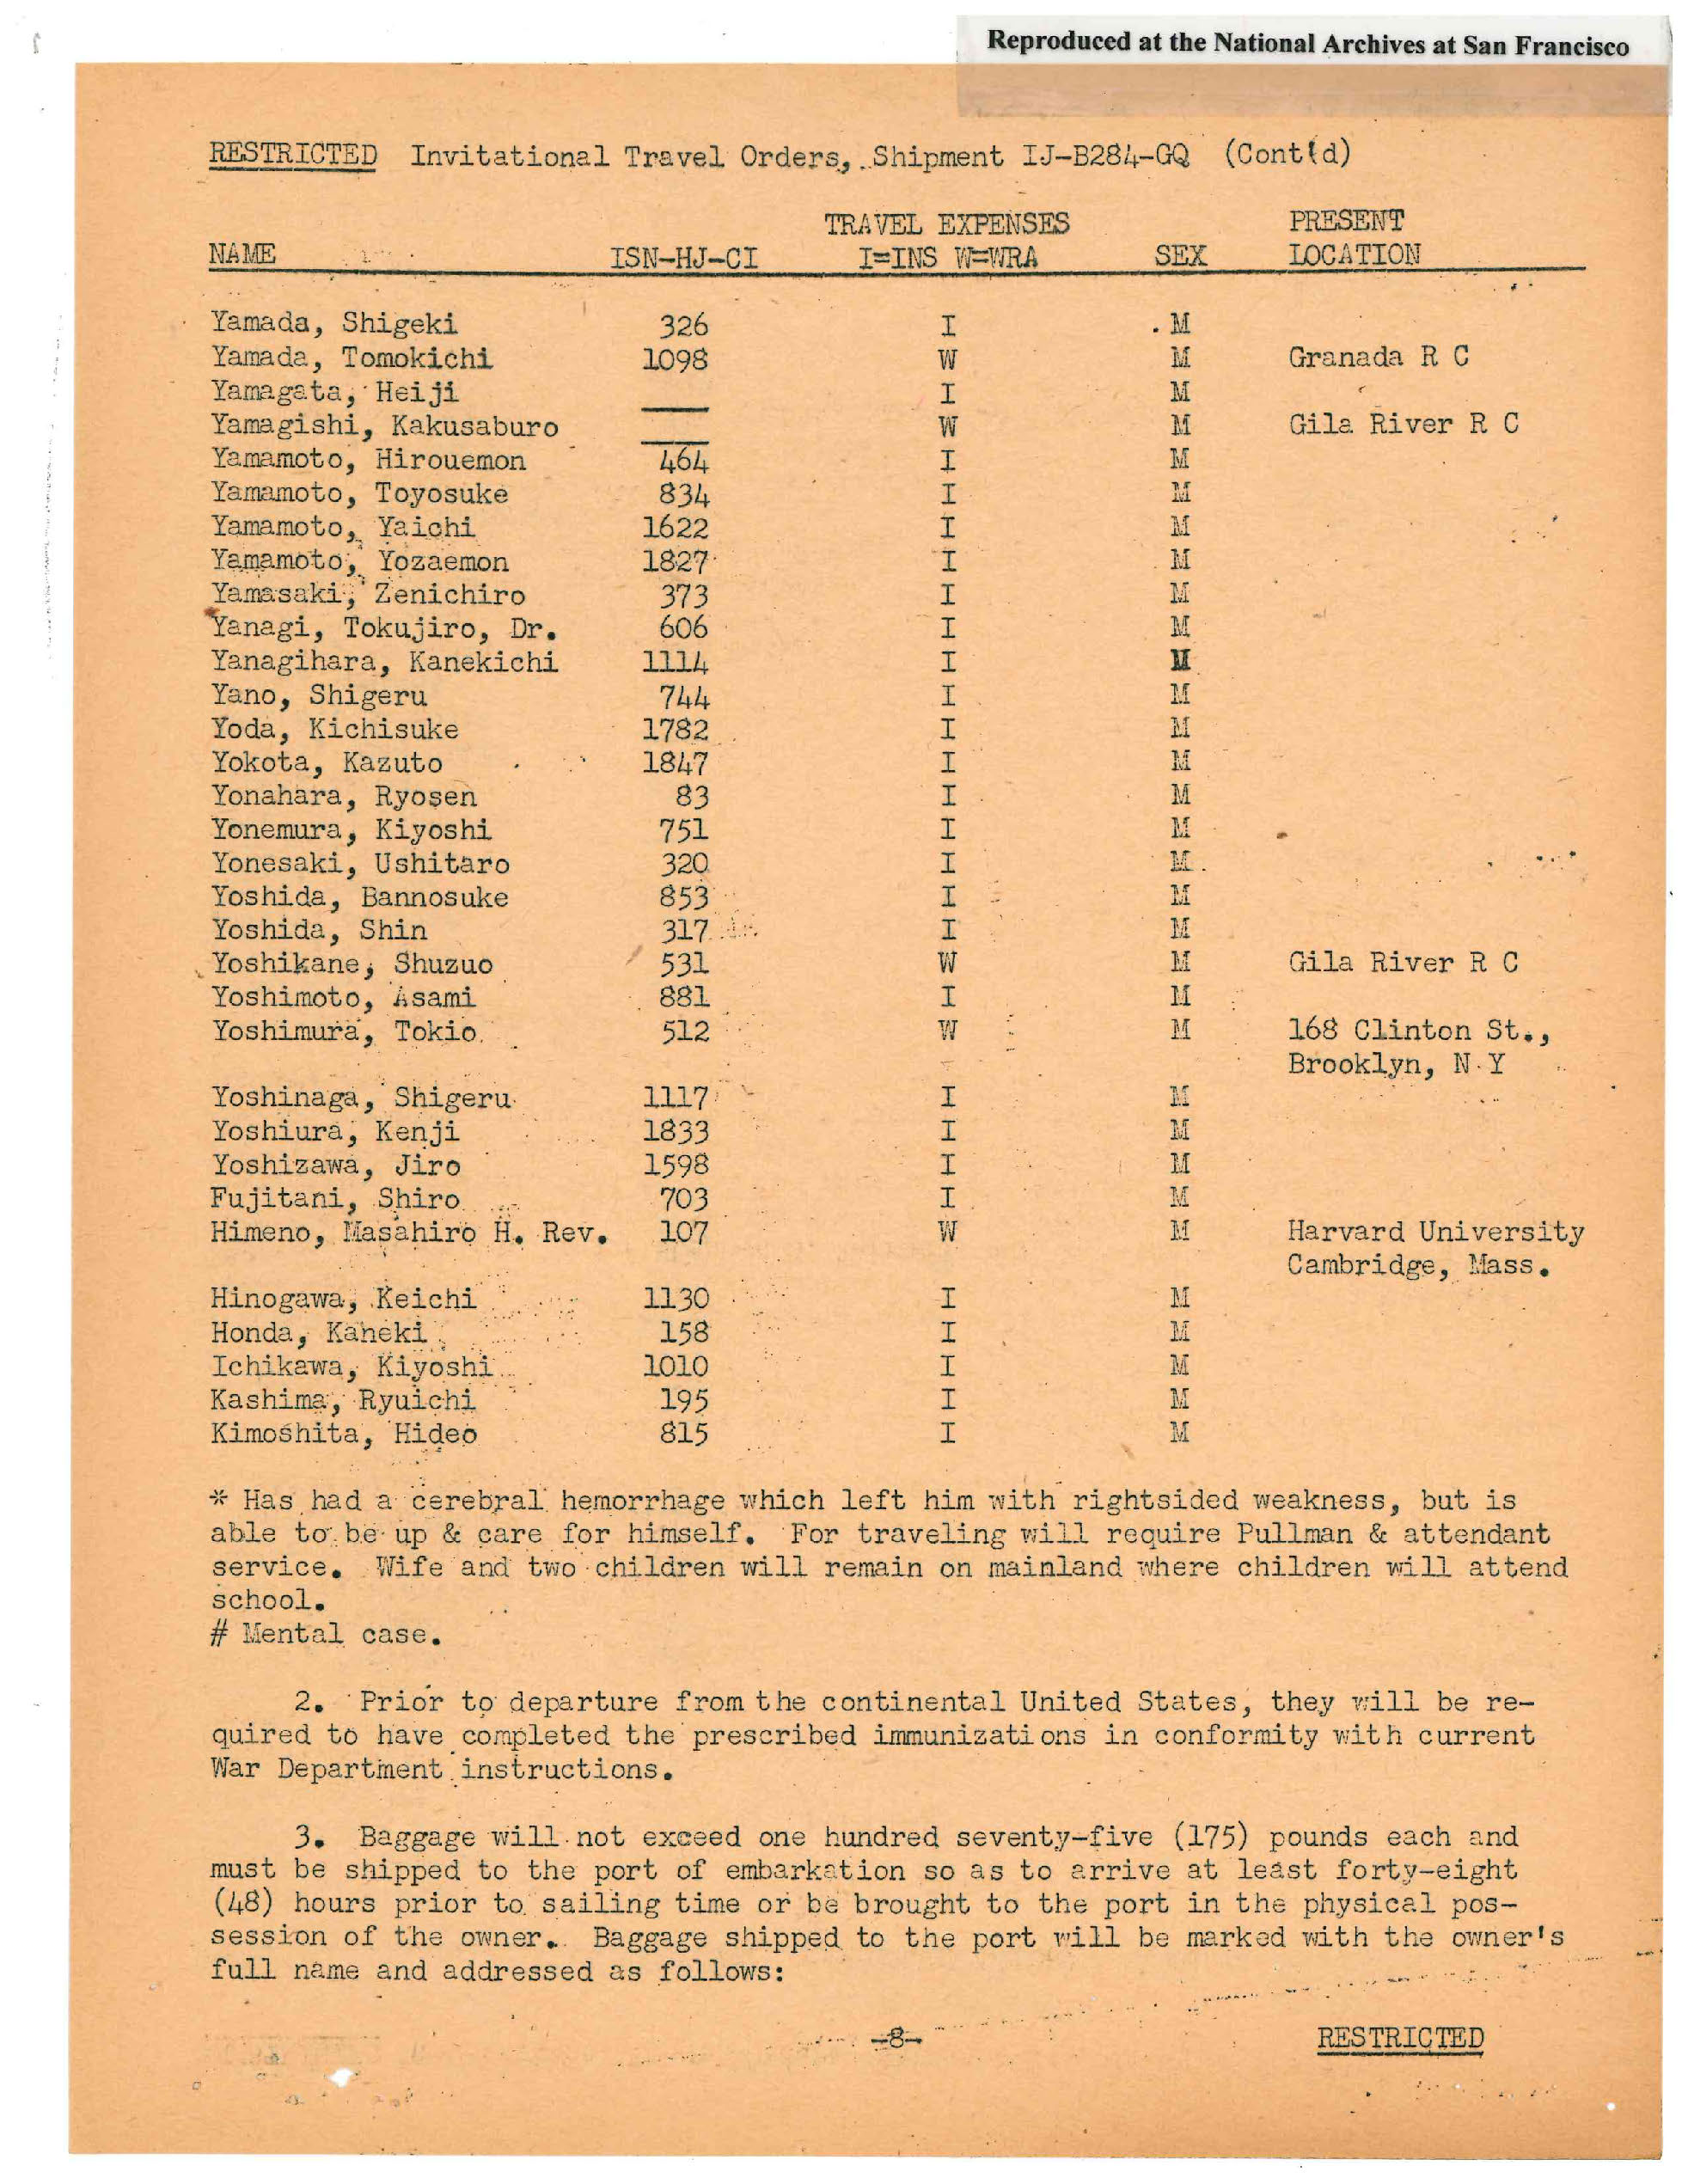 Reproduced at the National Archives at San Francisco
RESTRICTED Invitational Travel Orders, Shipment IJ-B284-GQ (Cont'd)
TRAVEL EXPENSES PRESENT
NAME ISN-HJ-CI I=INS W=WRA SEX LOCATION
Yamada, Shigeki 326 I M
Yamada, Tomokichi 1098 W M Granada R C
Yamagata, Heiji ___ I M
Yamagishi, Kakusaburo ___ W M Gila River R C
Yamamoto, Hirouemon 464 I M
Yamamoto, Toyosuke 834 I M
Yamamoto, Yaichi 1622 I M
Yamamoto, Yozaemon 1827 I M
Yamasaki, Zenichiro 373 I M
Yanagi, Tokujiro, Dr. 606 I M
Yanagihara, Kanekichi 1114 I M
Yano, Shigeru 744 I M
Yoda, Kichisuke 1782 I M
Yokota, Kazuto 1847 I M
Yonahara, Ryosen 83 I M
Yonemura, Kiyoshi 751 I M
Yonesaki, Ushitaro 320 I M
Yoshida, Bannosuke 853 I M
Yoshida, Shin 317 I M
Yoshikane, Shuzuo 531 W M Gila River R C
Yoshimoto, Asami 881 I M
Yoshimura, Tokio 512 W M 168 Clinton St.,
Brooklyn, N Y
Yoshinaga, Shigeru 1117 I M
Yoshiura, Kenji 1833 I M
Yoshizawa, Jiro 1598 I M
Fujitani, Shiro 703 I M
Himeno, Masahiro H. Rev. 107 W M Harvard University
Cambridge, Mass.
Hinogawa, Keichi 1130 I M
Honda, Kaneki 158 I M
Ichikawa, Kiyoshi 1010 I M
Kashima, Ryuichi 195 I M
Kimoshita, Hideo 815 I M
* Has had a cerebral hemorrhage which left him with rightsided weakness, but is
able to be up & care for himself. For traveling will require Pullman & attendant
service. Wife and two children will remain on mainland where children will attend
school.
# Mental case.
2. Prior to departure from the continental United States, they will be re-
quired to have completed the prescribed immunizations in conformity with current
War Department instructions.
3. Baggage will not exceed one hundred seventy-five (175) pounds each and
must be shipped to the port of embarkation so as to arrive at least forty-eight
(48) hours prior to sailing time or be brought to the port in the physical pos-
session of the owner. Baggage shipped to the port will be marked with the owner's
full name and addressed as follows:
-8-
RESTRICTED